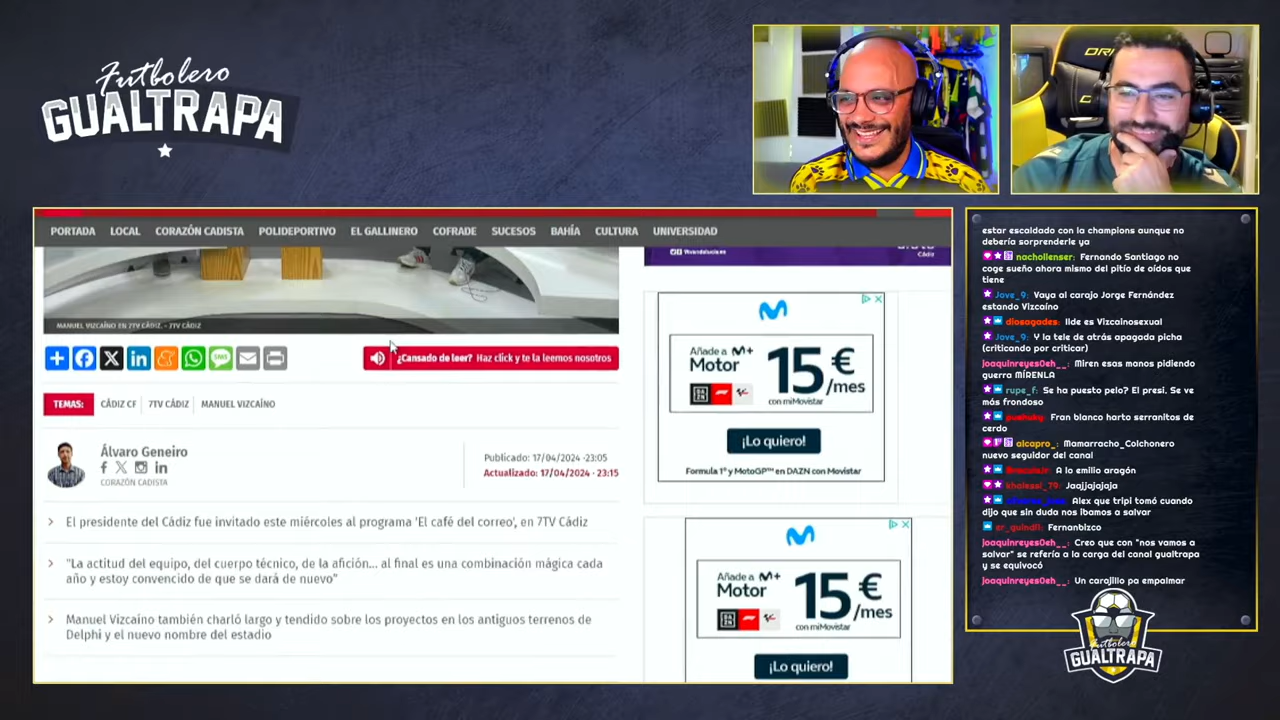 Futbolero
GUALTRAPA
PORTADA LOCAL CORAZÓN CADISTA POLIDEPORTIVO EL GALLINERO COFRADE SUCESOS BAHÍA CULTURA UNIVERSIDAD
MANUEL VIZCAÍNO EN 7TV CÁDIZ. - 7TV CÁDIZ
Cádiz
¿Cansado de leer? Haz click y te la leemos nosotros
TEMAS: CÁDIZ CF 7TV CÁDIZ MANUEL VIZCAÍNO
Álvaro Geneiro
CORAZÓN CADISTA
Publicado: 17/04/2024 ·23:05
Actualizado: 17/04/2024 · 23:15
El presidente del Cádiz fue invitado este miércoles al programa 'El café del correo', en 7TV Cádiz
"La actitud del equipo, del cuerpo técnico, de la afición... al final es una combinación mágica cada
año y estoy convencido de que se dará de nuevo"
Manuel Vizcaíno también charló largo y tendido sobre los proyectos en los antiguos terrenos de
Delphi y el nuevo nombre del estadio
Añade a M+
Motor
15 €
/mes
con miMovistar
DAZN
¡Lo quiero!
Formula 1® y MotoGP™ en DAZN con Movistar
Añade a M+
Motor
15 €
/mes
con miMovistar
DAZN
¡Lo quiero!
estar escaldado con la champions aunque no
debería sorprenderle ya
nachollenser: Fernando Santiago no
coge sueño ahora mismo del pitío de oídos que
tiene
Jove_9: Vaya al carajo Jorge Fernández
estando Vizcaíno
diosagades: Ilde es Vizcainosexual
Jove_9: Y la tele de atrás apagada picha
(criticando por criticar)
joaquinreyes0eh__: Miren esas manos pidiendo
guerra MÍRENLA
rupe_f: Se ha puesto pelo? El presi. Se ve
más frondoso
Fran blanco harto serranitos de
cerdo
alcapro_: Mamarracho_Colchonero
nuevo seguidor del canal
A lo emilio aragón
khalessi_79: Jaajjajajaja
Alex que tripi tomó cuando
dijo que sin duda nos íbamos a salvar
er_quindii: Fernanbizco
joaquinreyes0eh__: Creo que con "nos vamos a
salvar" se refería a la carga del canal gualtrapa
y se equivocó
joaquinreyes0eh__: Un carajillo pa empalmar
Futbolero
GUALTRAPA